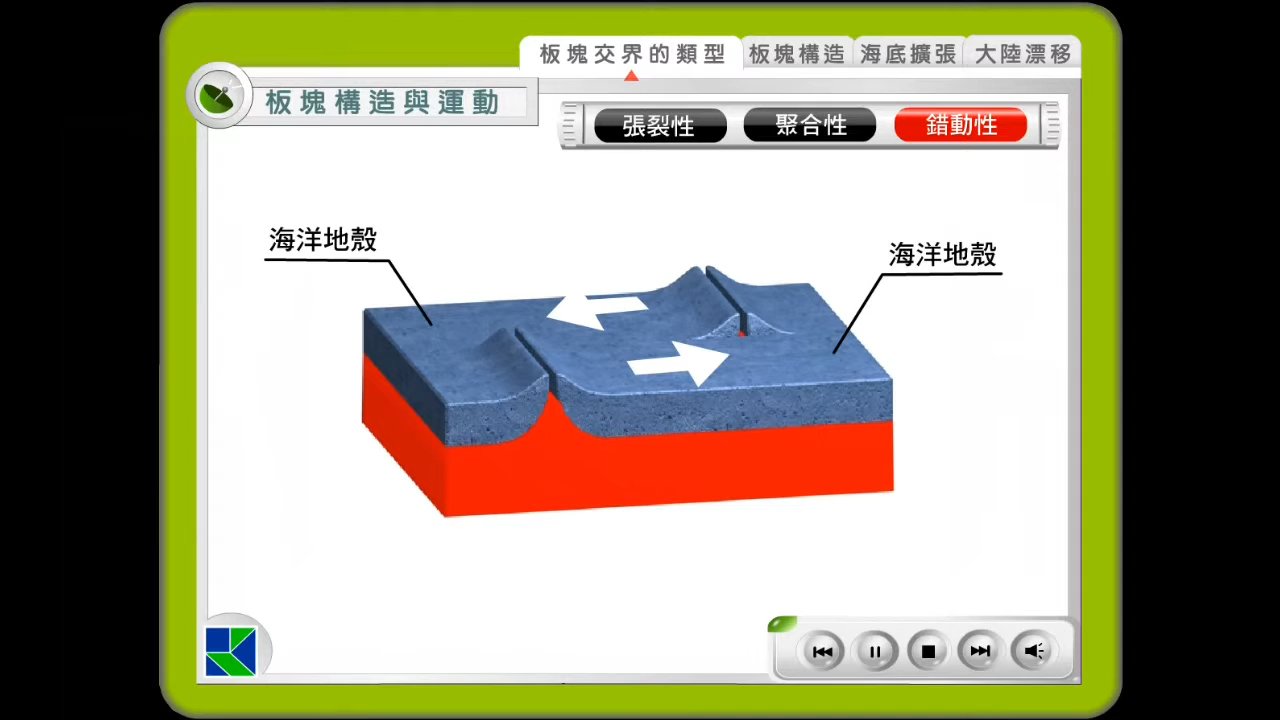 板塊交界的類型 板塊構造 海底擴張 大陸漂移
板塊構造與運動
張裂性 聚合性 錯動性
海洋地殼
海洋地殼